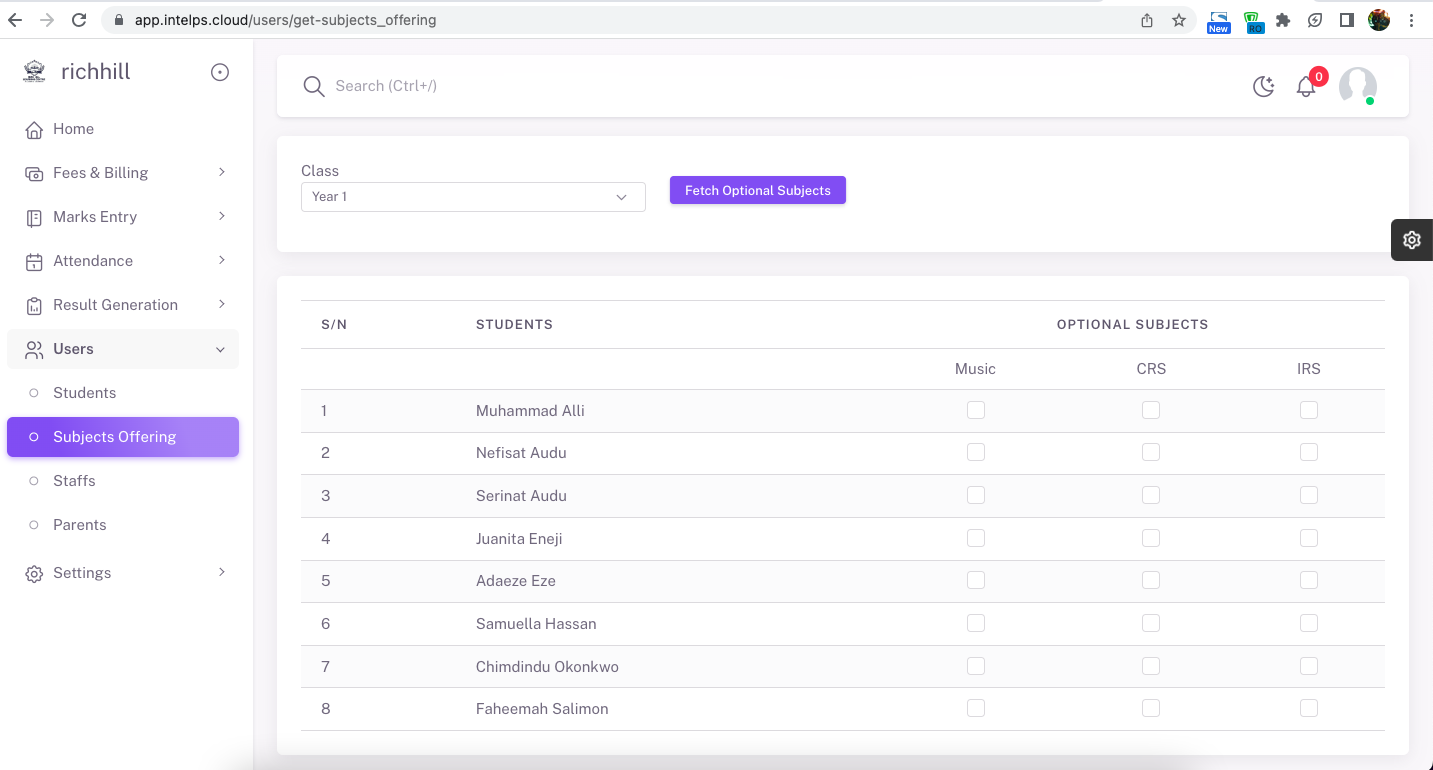 app.intelps.cloud/users/get-subjects_offering
New
RO
richhill
Search (Ctrl+/)
0
Home
Fees & Billing
Marks Entry
Attendance
Result Generation
Users
Students
Subjects Offering
Staffs
Parents
Settings
Class
Year 1
Fetch Optional Subjects
S/N STUDENTS OPTIONAL SUBJECTS
Music CRS IRS
1 Muhammad Alli
2 Nefisat Audu
3 Serinat Audu
4 Juanita Eneji
5 Adaeze Eze
6 Samuella Hassan
7 Chimdindu Okonkwo
8 Faheemah Salimon